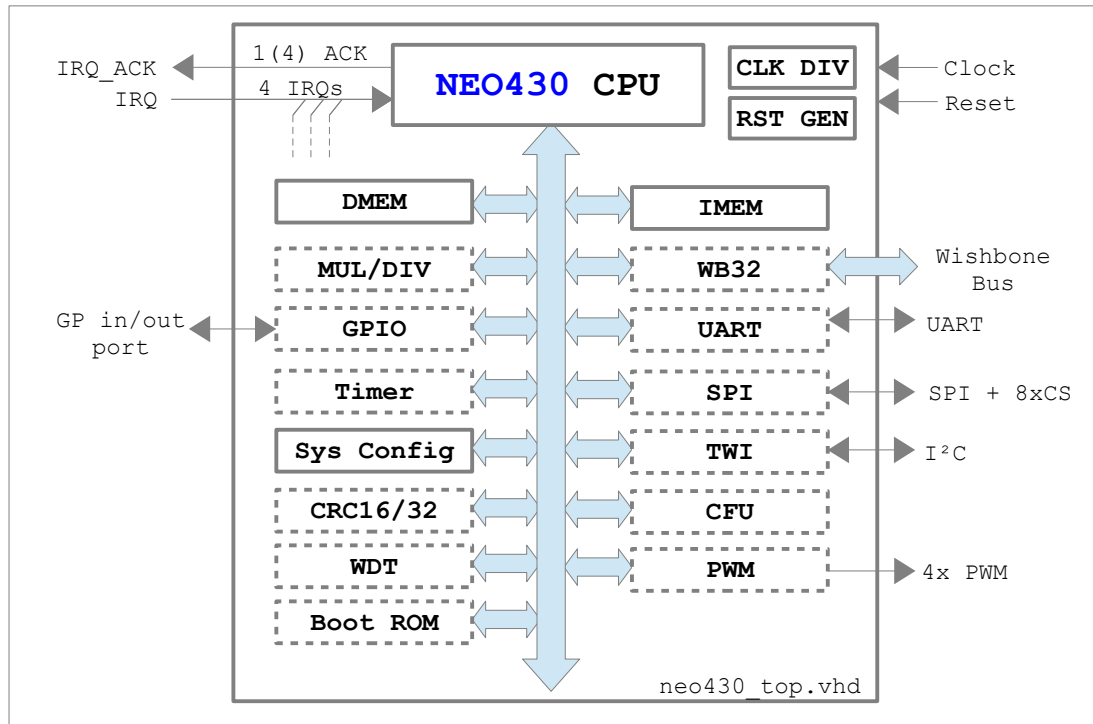 1(4) ACK
IRQ_ACK
4 IRQs
IRQ
NEO430 CPU
CLK DIV
Clock
RST GEN
Reset
DMEM
IMEM
MUL/DIV
WB32
Wishbone
Bus
GP in/out
port
GPIO
UART
UART
Timer
SPI
SPI + 8xCS
Sys Config
TWI
I²C
CRC16/32
CFU
WDT
PWM
4x PWM
Boot ROM
neo430_top.vhd